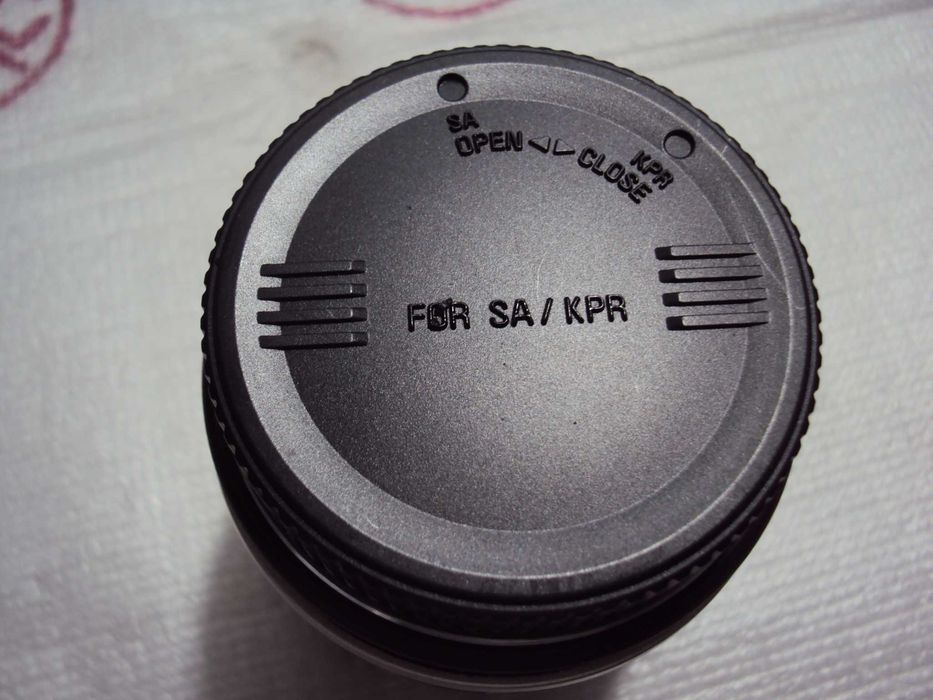 SA
OPEN
KPR
CLOSE
FOR SA / KPR